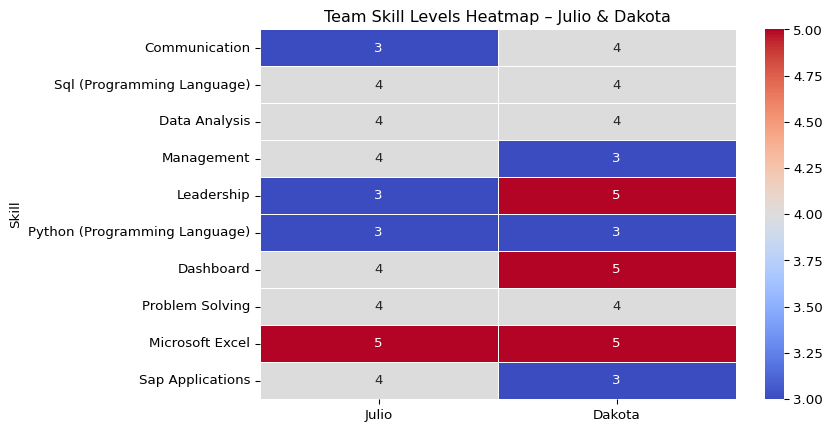 Team Skill Levels Heatmap – Julio & Dakota
Skill
Communication 3 4
Sql (Programming Language) 4 4
Data Analysis 4 4
Management 4 3
Leadership 3 5
Python (Programming Language) 3 3
Dashboard 4 5
Problem Solving 4 4
Microsoft Excel 5 5
Sap Applications 4 3
Julio Dakota
5.00
4.75
4.50
4.25
4.00
3.75
3.50
3.25
3.00